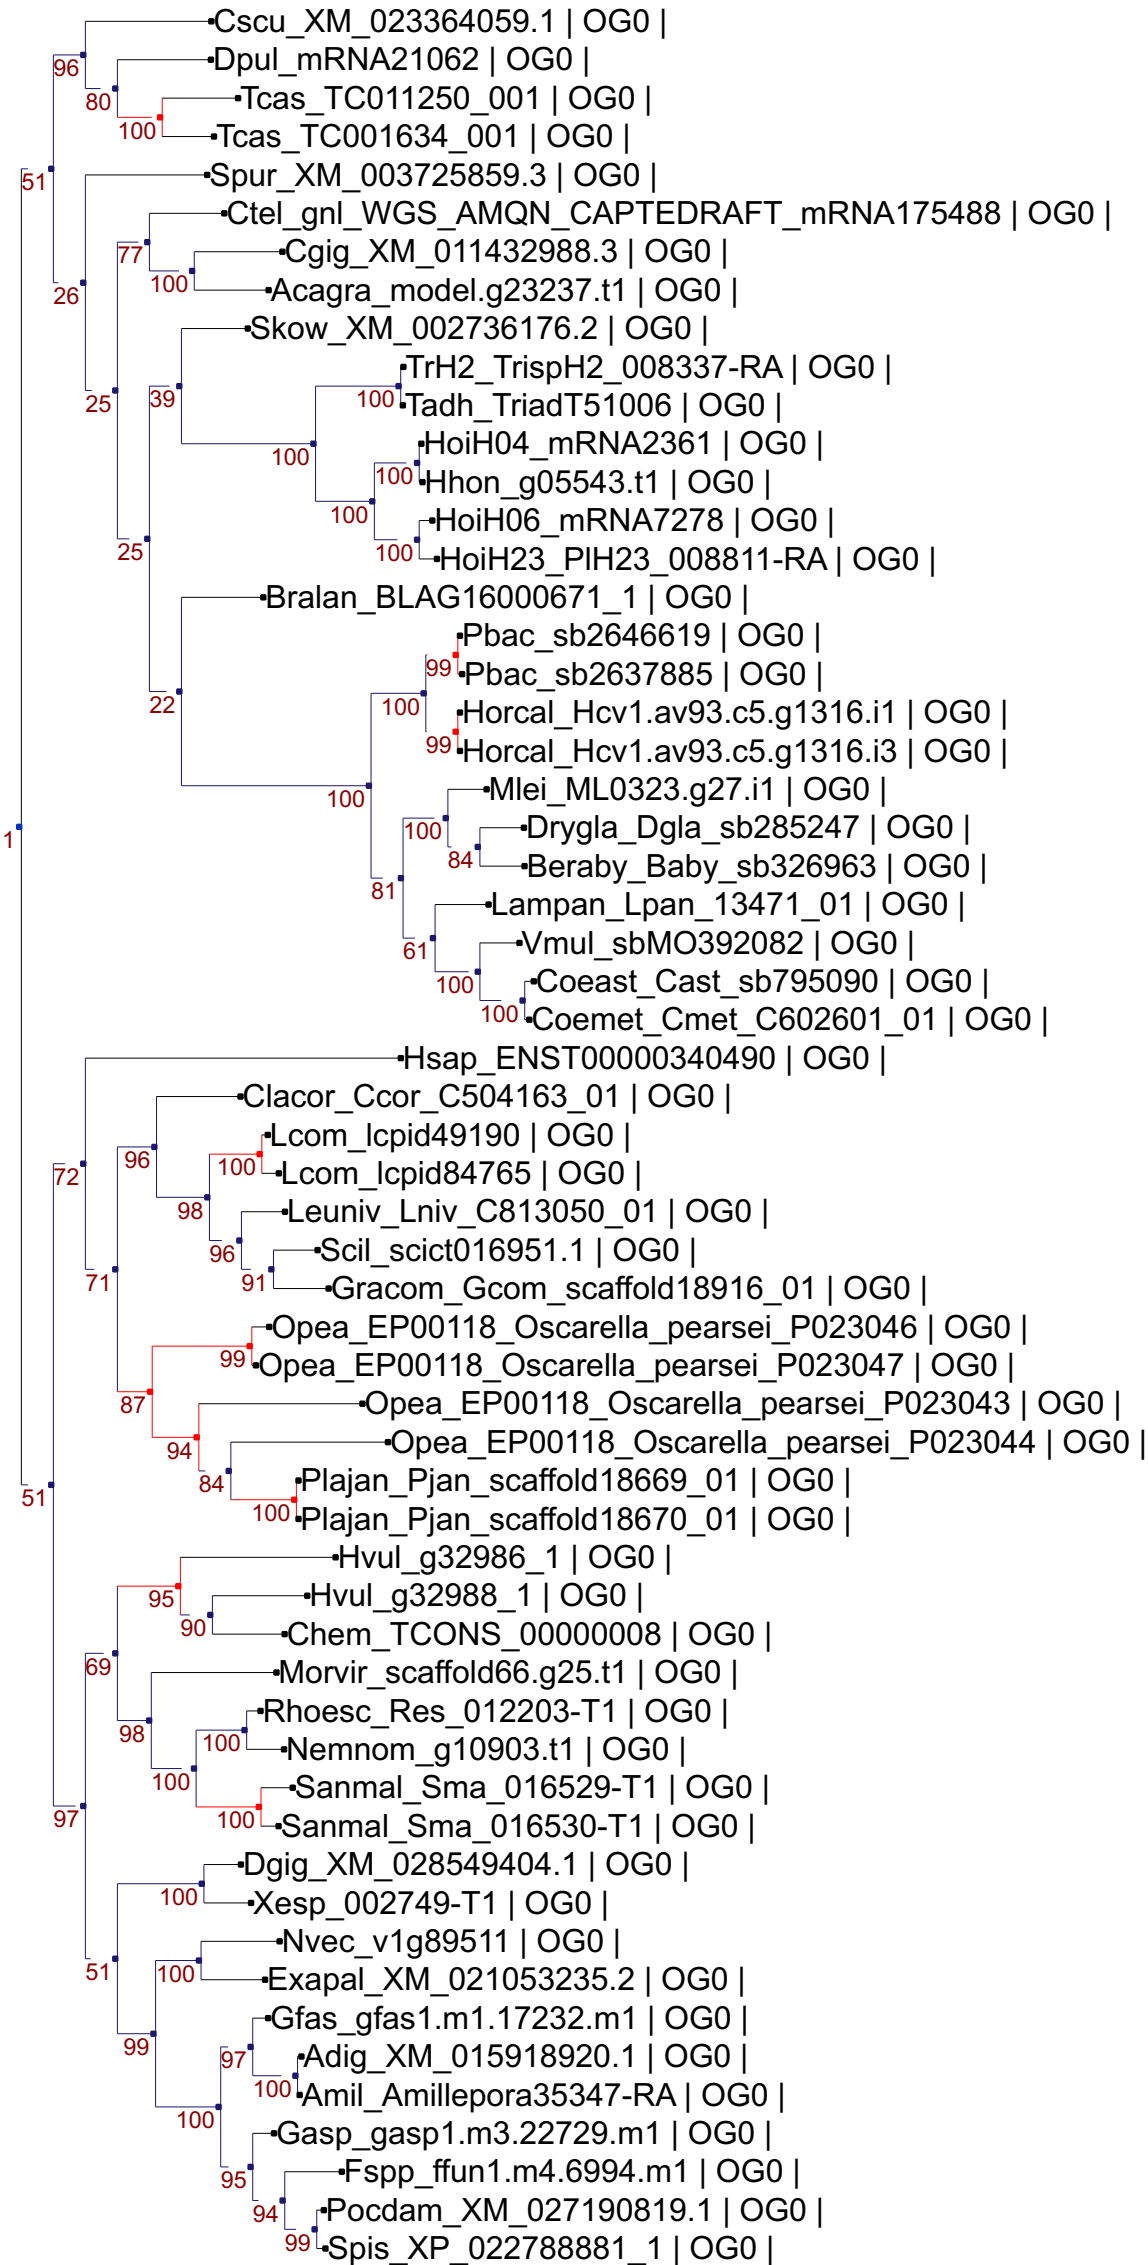 Cscu_XM_023364059.1 | OG0 |
96
Dpul_mRNA21062 | OG0 |
80
Tcas_TC011250_001 | OG0 |
100
Tcas_TC001634_001 | OG0 |
51
Spur_XM_003725859.3 | OG0 |
Ctel_gnl_WGS_AMQN_CAPTEDRAFT_mRNA175488 | OG0 |
77
Cgig_XM_011432988.3 | OG0 |
100
26
Acagra_model.g23237.t1 | OG0 |
Skow_XM_002736176.2 | OG0 |
TrH2_TrispH2_008337-RA | OG0 |
25
39
100
Tadh_TriadT51006 | OG0 |
HoiH04_mRNA2361 | OG0 |
100
100
Hhon_g05543.t1 | OG0 |
100
HoiH06_mRNA7278 | OG0 |
25
100
HoiH23_PlH23_008811-RA | OG0 |
Bralan_BLAG16000671_1 | OG0 |
Pbac_sb2646619 | OG0 |
99
Pbac_sb2637885 | OG0 |
22
100
Horcal_Hcv1.av93.c5.g1316.i1 | OG0 |
99
Horcal_Hcv1.av93.c5.g1316.i3 | OG0 |
100
Mlei_ML0323.g27.i1 | OG0 |
100
Drygla_Dgla_sb285247 | OG0 |
1
84
Beraby_Baby_sb326963 | OG0 |
81
Lampan_Lpan_13471_01 | OG0 |
61
Vmul_sbMO392082 | OG0 |
100
Coeast_Cast_sb795090 | OG0 |
100
Coemet_Cmet_C602601_01 | OG0 |
Hsap_ENST00000340490 | OG0 |
Clacor_Ccor_C504163_01 | OG0 |
Lcom_lcpid49190 | OG0 |
96
100
72
Lcom_lcpid84765 | OG0 |
98
Leuniv_Lniv_C813050_01 | OG0 |
96
Scil_scict016951.1 | OG0 |
71
91
Gracom_Gcom_scaffold18916_01 | OG0 |
Opea_EP00118_Oscarella_pearsei_P023046 | OG0 |
99
Opea_EP00118_Oscarella_pearsei_P023047 | OG0 |
87
Opea_EP00118_Oscarella_pearsei_P023043 | OG0 |
94
Opea_EP00118_Oscarella_pearsei_P023044 | OG0 |
84
Plajan_Pjan_scaffold18669_01 | OG0 |
51
100
Plajan_Pjan_scaffold18670_01 | OG0 |
Hvul_g32986_1 | OG0 |
95
Hvul_g32988_1 | OG0 |
90
Chem_TCONS_00000008 | OG0 |
69
Morvir_scaffold66.g25.t1 | OG0 |
Rhoesc_Res_012203-T1 | OG0 |
98
100
Nemnom_g10903.t1 | OG0 |
100
Sanmal_Sma_016529-T1 | OG0 |
97
100
Sanmal_Sma_016530-T1 | OG0 |
Dgig_XM_028549404.1 | OG0 |
100
Xesp_002749-T1 | OG0 |
Nvec_v1g89511 | OG0 |
51
100
Exapal_XM_021053235.2 | OG0 |
Gfas_gfas1.m1.17232.m1 | OG0 |
99
97
Adig_XM_015918920.1 | OG0 |
100
Amil_Amillepora35347-RA | OG0 |
100
Gasp_gasp1.m3.22729.m1 | OG0 |
95
Fspp_ffun1.m4.6994.m1 | OG0 |
94
Pocdam_XM_027190819.1 | OG0 |
99
Spis_XP_022788881_1 | OG0 |